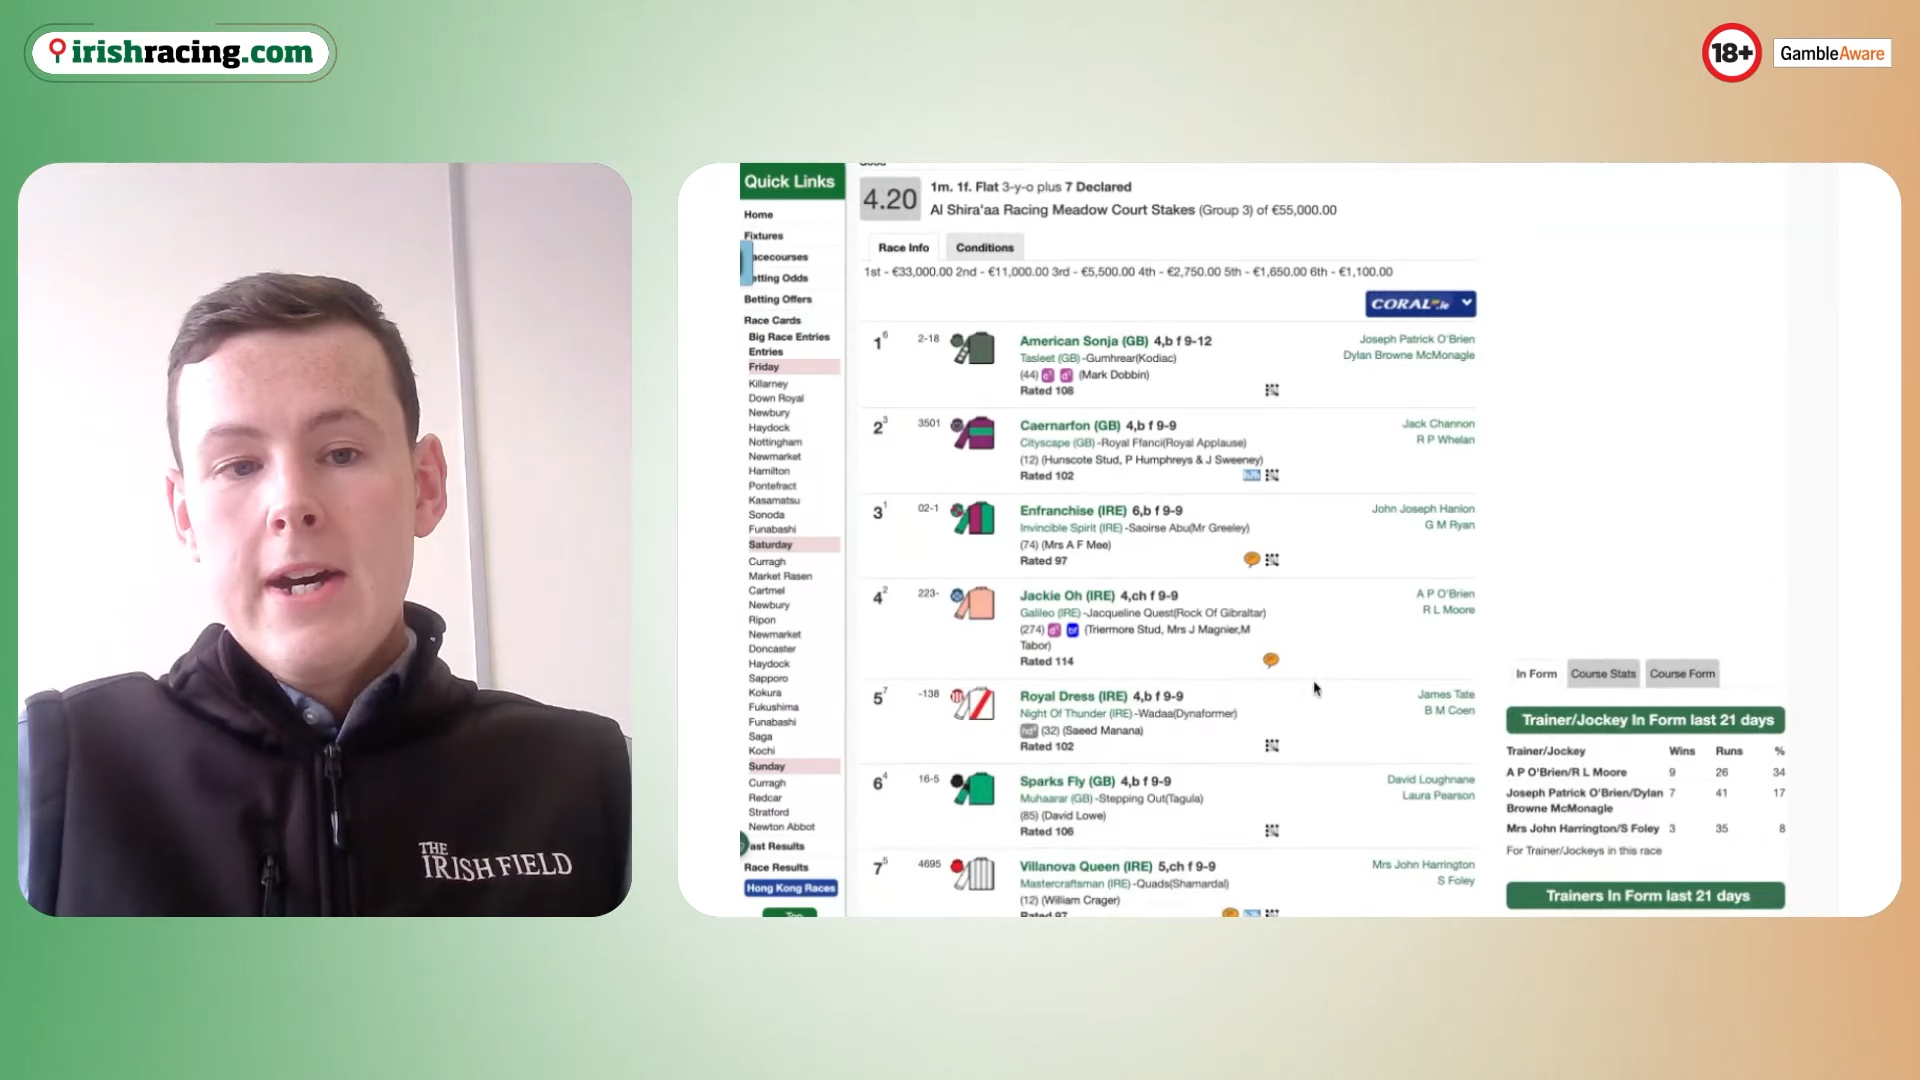 irishracing.com
18+
GambleAware
THE
IRISH FIELD
Quick Links
Home
Fixtures
acecourses
etting Odds
Betting Offers
Race Cards
Big Race Entries
Entries
Friday
Killarney
Down Royal
Newbury
Haydock
Nottingham
Newmarket
Hamilton
Pontefract
Kasamatsu
Sonoda
Funabashi
Saturday
Curragh
Market Rasen
Cartmel
Newbury
Ripon
Newmarket
Doncaster
Haydock
Sapporo
Kokura
Fukushima
Funabashi
Saga
Kochi
Sunday
Curragh
Redcar
Stratford
Newton Abbot
ast Results
Race Results
Hong Kong Races
Top
4.20
1m. 1f. Flat 3-y-o plus 7 Declared
Al Shira'aa Racing Meadow Court Stakes (Group 3) of €55,000.00
Race Info
Conditions
1st - €33,000.00 2nd - €11,000.00 3rd - €5,500.00 4th - €2,750.00 5th - €1,650.00 6th - €1,100.00
CORAL.ie
1 6 2-18 American Sonja (GB) 4,b f 9-12 Joseph Patrick O'Brien
Tasleet (GB) -Gumhrear(Kodiac) Dylan Browne McMonagle
(44) c d (Mark Dobbin)
Rated 108
2 3 3501 Caernarfon (GB) 4,b f 9-9 Jack Channon
Cityscape (GB) -Royal Ffanci(Royal Applause) R P Whelan
(12) (Hunscote Stud, P Humphreys & J Sweeney)
Rated 102
3 1 02-1 Enfranchise (IRE) 6,b f 9-9 John Joseph Hanlon
Invincible Spirit (IRE) -Saoirse Abu(Mr Greeley) G M Ryan
(74) (Mrs A F Mee)
Rated 97
4 2 223- Jackie Oh (IRE) 4,ch f 9-9 A P O'Brien
Galileo (IRE) -Jacqueline Quest(Rock Of Gibraltar) R L Moore
(274) d bf (Triermore Stud, Mrs J Magnier,M
Tabor)
Rated 114
5 7 -138 Royal Dress (IRE) 4,b f 9-9 James Tate
Night Of Thunder (IRE) -Wadaa(Dynaformer) B M Coen
hd (32) (Saeed Manana)
Rated 102
6 4 16-5 Sparks Fly (GB) 4,b f 9-9 David Loughnane
Muhaarar (GB) -Stepping Out(Tagula) Laura Pearson
(85) (David Lowe)
Rated 106
7 5 4695 Villanova Queen (IRE) 5,ch f 9-9 Mrs John Harrington
Mastercraftsman (IRE) -Quads(Shamardal) S Foley
(12) (William Crager)
Rated 97
In Form
Course Stats
Course Form
Trainer/Jockey In Form last 21 days
Trainer/Jockey Wins Runs %
A P O'Brien/R L Moore 9 26 34
Joseph Patrick O'Brien/Dylan 7 41 17
Browne McMonagle
Mrs John Harrington/S Foley 3 35 8
For Trainer/Jockeys in this race
Trainers In Form last 21 days